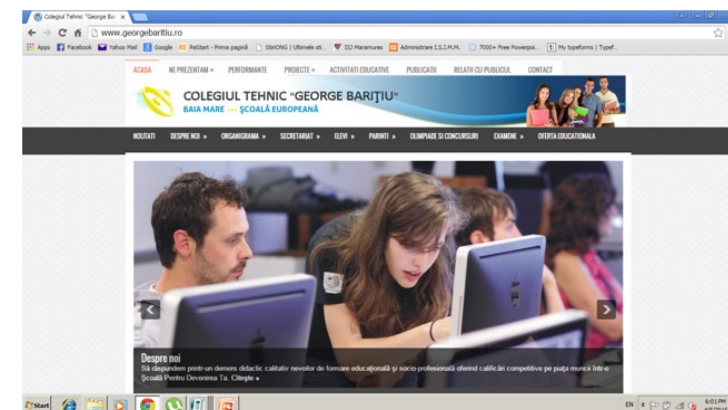 Colegiul Tehnic "George Bar
www.georgebaritiu.ro
Apps Facebook Yahoo Mail Google ReStart - Prima pagină StiriONG | Ultimele sti... ISJ Maramures Administrare I.S.J.M.M. 7000+ Free Powerpoi... My typeforms | Typef...
ACASA NE PREZENTAM » PERFORMANTE PROIECTE » ACTIVITATI EDUCATIVE PUBLICATII RELATII CU PUBLICUL CONTACT
COLEGIUL TEHNIC "GEORGE BARIŢIU"
BAIA MARE --- ŞCOALĂ EUROPEANĂ
NOUTATI DESPRE NOI » ORGANIGRAMA » SECRETARIAT » ELEVI » PARINTI » OLIMPIADE SI CONCURSURI EXAMENE » OFERTA EDUCATIONALA
Despre noi
Să răspundem printr-un demers didactic calitativ nevoilor de formare educaţională şi socio-profesională oferind calificări competitive pe piaţa muncii într-o
Şcoală Pentru Devenirea Ta. Citeşte »
Start EN 6:01 PM